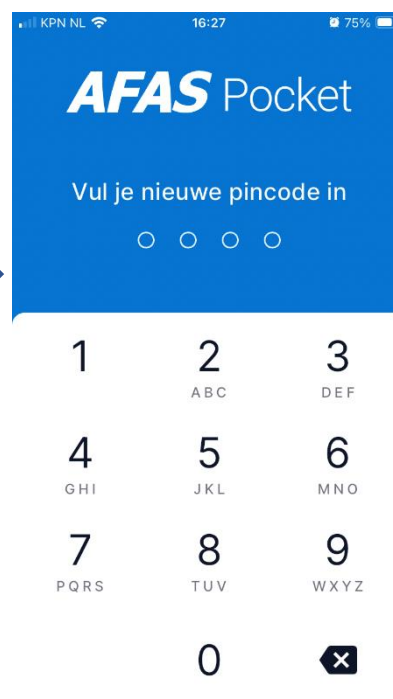 KPN NL 16:27 75%
AFAS Pocket
Vul je nieuwe pincode in
1 2 3
ABC DEF
4 5 6
GHI JKL MNO
7 8 9
PQRS TUV WXYZ
0